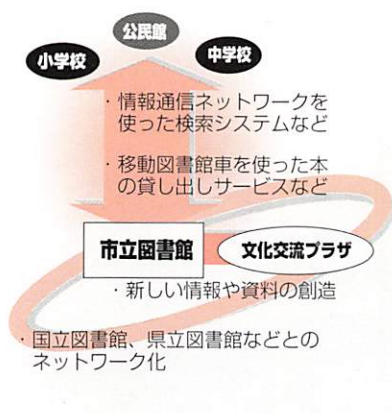 公民館
小学校
中学校
・情報通信ネットワークを
使った検索システムなど
・移動図書館車を使った本
の貸し出しサービスなど
市立図書館
文化交流プラザ
・新しい情報や資料の創造
・国立図書館、県立図書館などとの
ネットワーク化